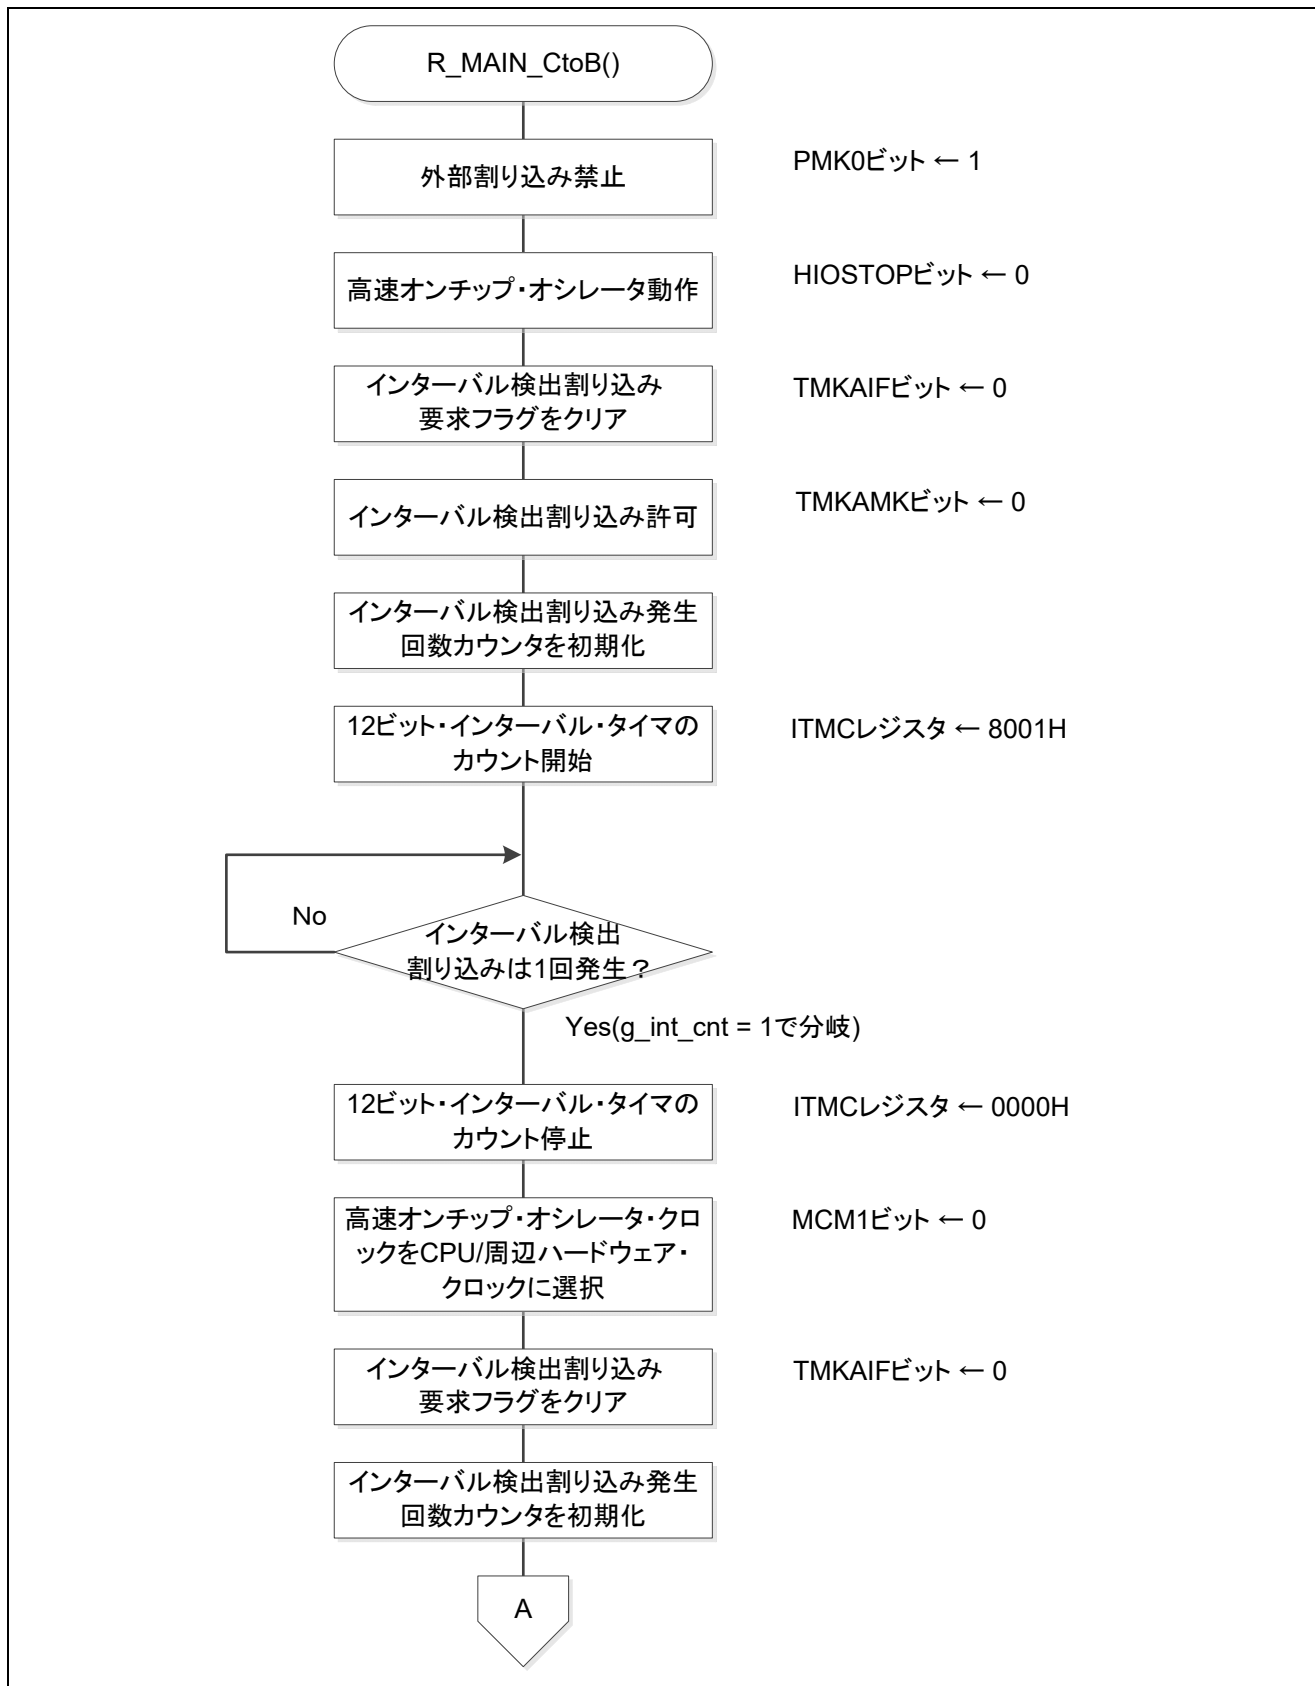 R_MAIN_CtoB()
外部割り込み禁止
PMK0ビット ← 1
高速オンチップ・オシレータ動作
HIOSTOPビット ← 0
インターバル検出割り込み
要求フラグをクリア
TMKAIFビット ← 0
インターバル検出割り込み許可
TMKAMKビット ← 0
インターバル検出割り込み発生
回数カウンタを初期化
12ビット・インターバル・タイマの
カウント開始
ITMCレジスタ ← 8001H
No
インターバル検出
割り込みは1回発生？
Yes(g_int_cnt = 1で分岐)
12ビット・インターバル・タイマの
カウント停止
ITMCレジスタ ← 0000H
高速オンチップ・オシレータ・クロ
ックをCPU/周辺ハードウェア・
クロックに選択
MCM1ビット ← 0
インターバル検出割り込み
要求フラグをクリア
TMKAIFビット ← 0
インターバル検出割り込み発生
回数カウンタを初期化
A